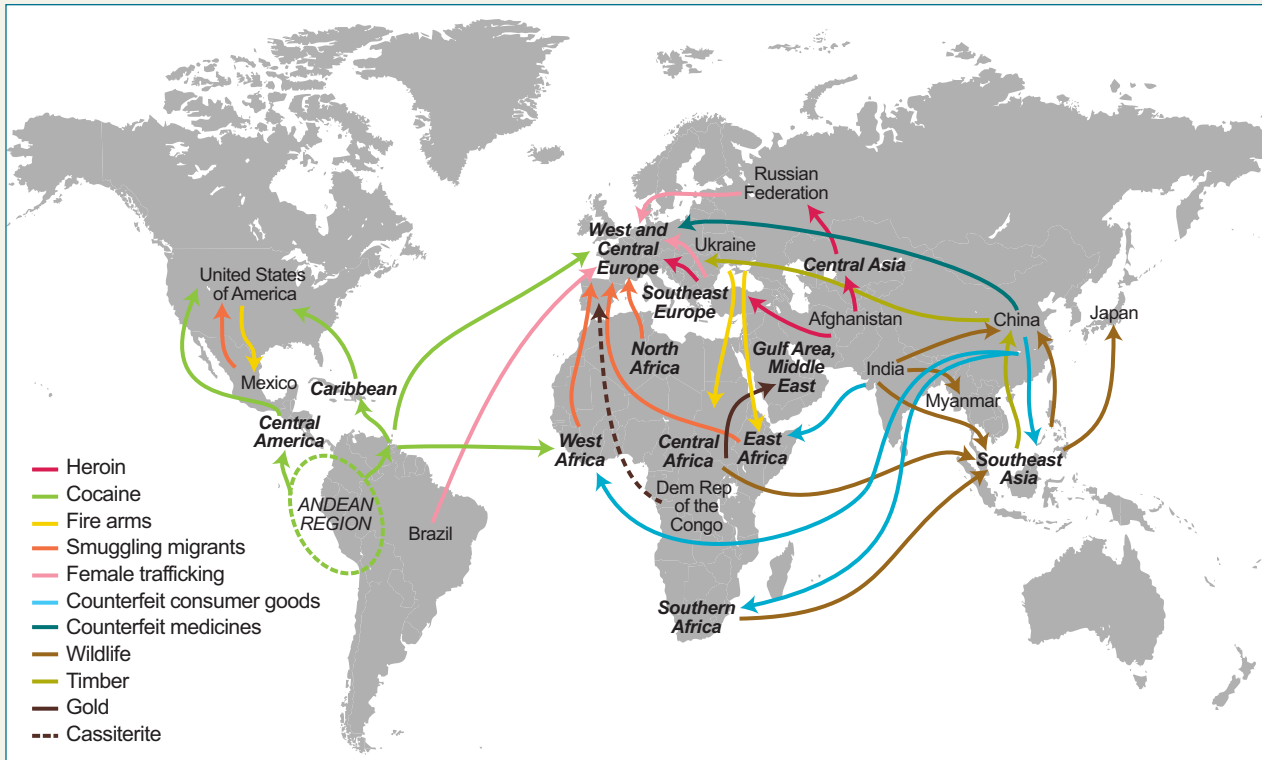 Russian
Federation
West and
Central
Europe
Ukraine
Central Asia
United States
of America
Southeast
Europe
Afghanistan
China
Japan
North
Africa
Gulf Area,
Middle
East
India
Mexico
Caribbean
Myanmar
Central
America
West
Africa
Central
Africa
East
Africa
Southeast
Asia
Dem Rep
of the
Congo
ANDEAN
REGION
Brazil
Southern
Africa
Heroin
Cocaine
Fire arms
Smuggling migrants
Female trafficking
Counterfeit consumer goods
Counterfeit medicines
Wildlife
Timber
Gold
Cassiterite